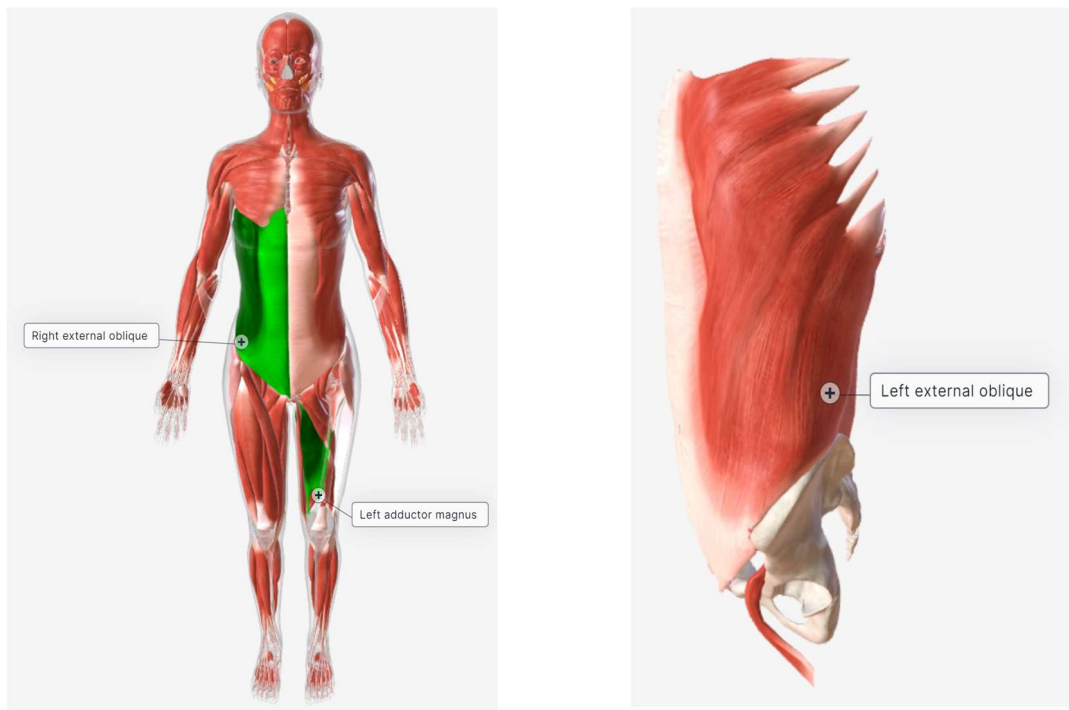 Right external oblique
Left adductor magnus
Left external oblique